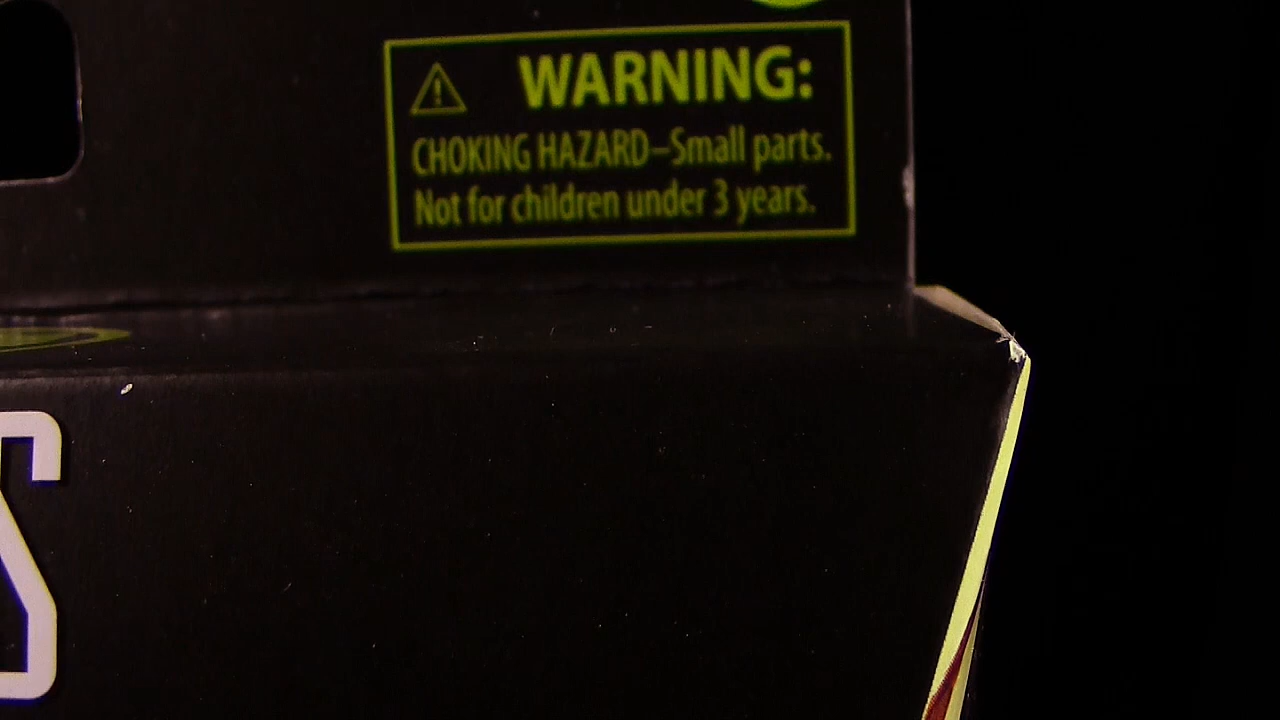 WARNING:
CHOKING HAZARD–Small parts.
Not for children under 3 years.
S